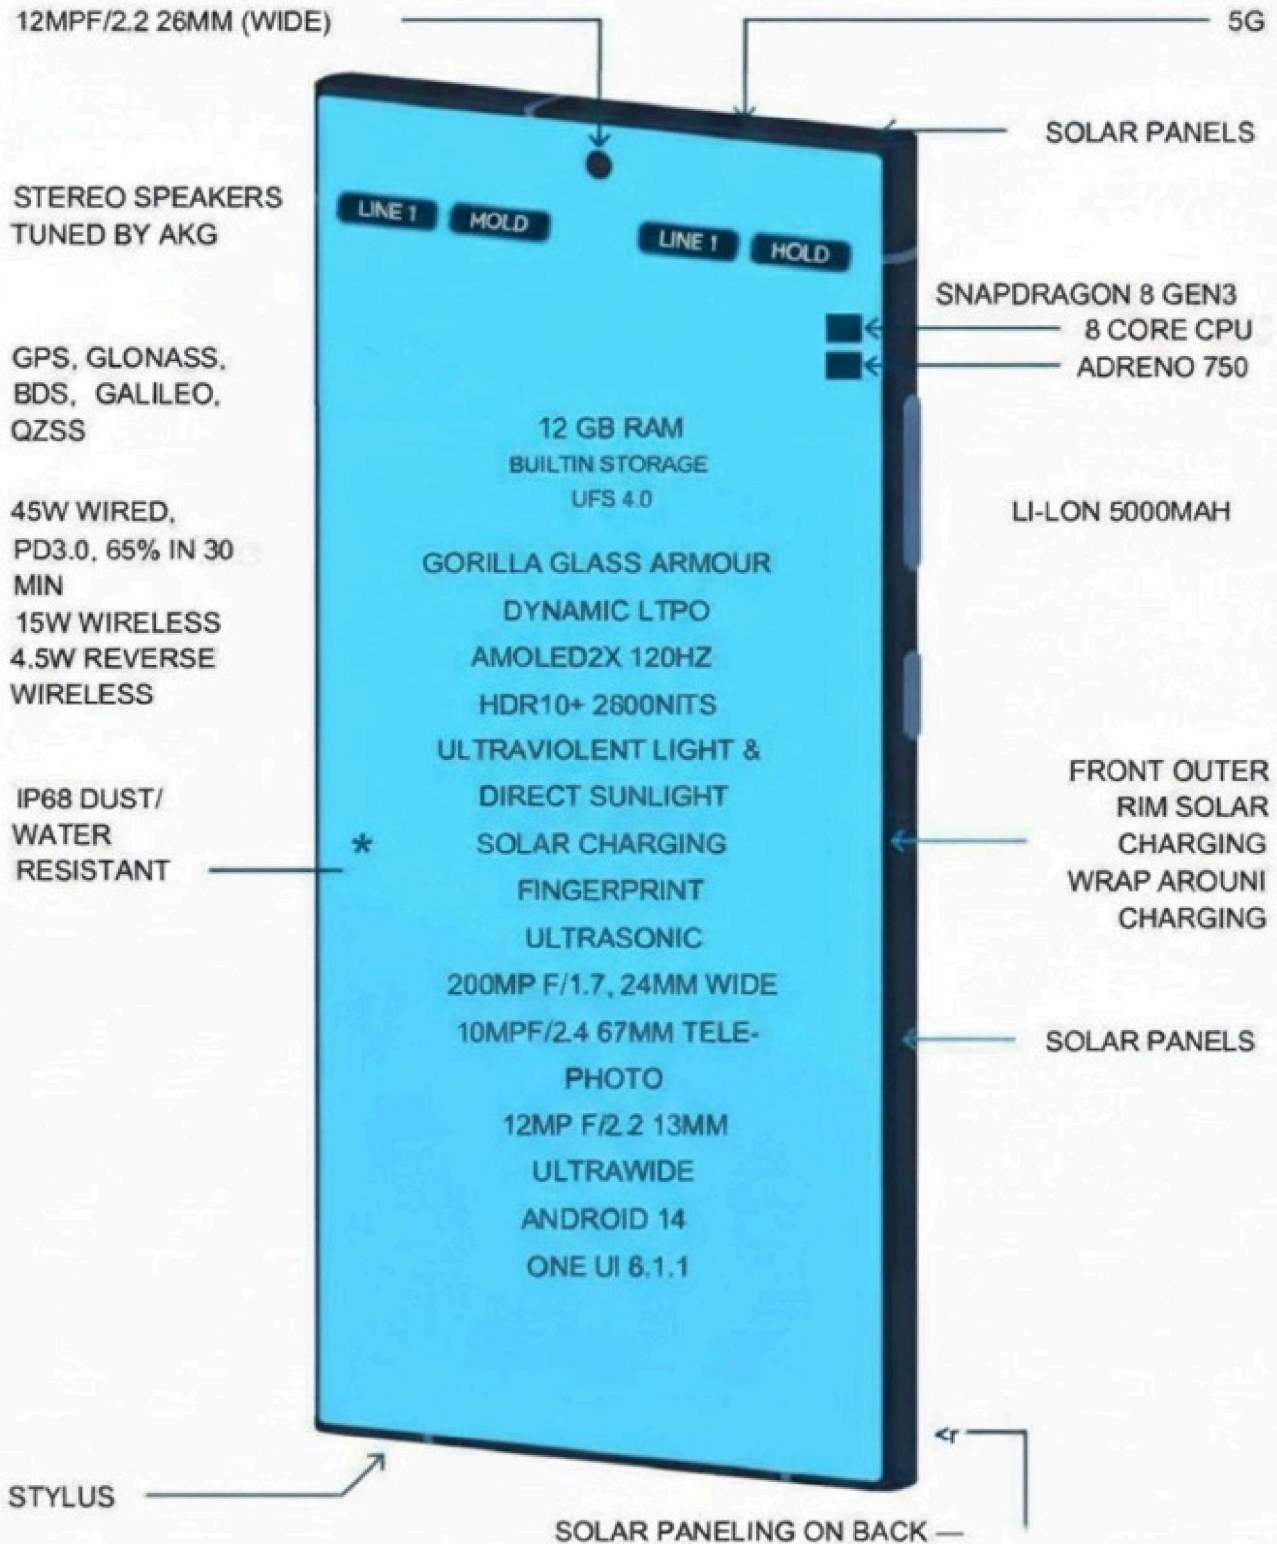 12MPF/2.2 26MM (WIDE)
5G
SOLAR PANELS
STEREO SPEAKERS
TUNED BY AKG
LINE 1
MOLD
LINE 1
HOLD
SNAPDRAGON 8 GEN3
8 CORE CPU
ADRENO 750
GPS, GLONASS,
BDS, GALILEO,
QZSS
12 GB RAM
BUILTIN STORAGE
UFS 4.0
45W WIRED,
PD3.0, 65% IN 30
MIN
15W WIRELESS
4.5W REVERSE
WIRELESS
LI-LON 5000MAH
GORILLA GLASS ARMOUR
DYNAMIC LTPO
AMOLED2X 120HZ
HDR10+ 2600NITS
ULTRAVIOLENT LIGHT &
DIRECT SUNLIGHT
* SOLAR CHARGING
FINGERPRINT
ULTRASONIC
200MP F/1.7, 24MM WIDE
10MPF/2.4 67MM TELE-
PHOTO
12MP F/2.2 13MM
ULTRAWIDE
ANDROID 14
ONE UI 6.1.1
IP68 DUST/
WATER
RESISTANT
FRONT OUTER
RIM SOLAR
CHARGING
WRAP AROUNI
CHARGING
SOLAR PANELS
<r
STYLUS
SOLAR PANELING ON BACK —